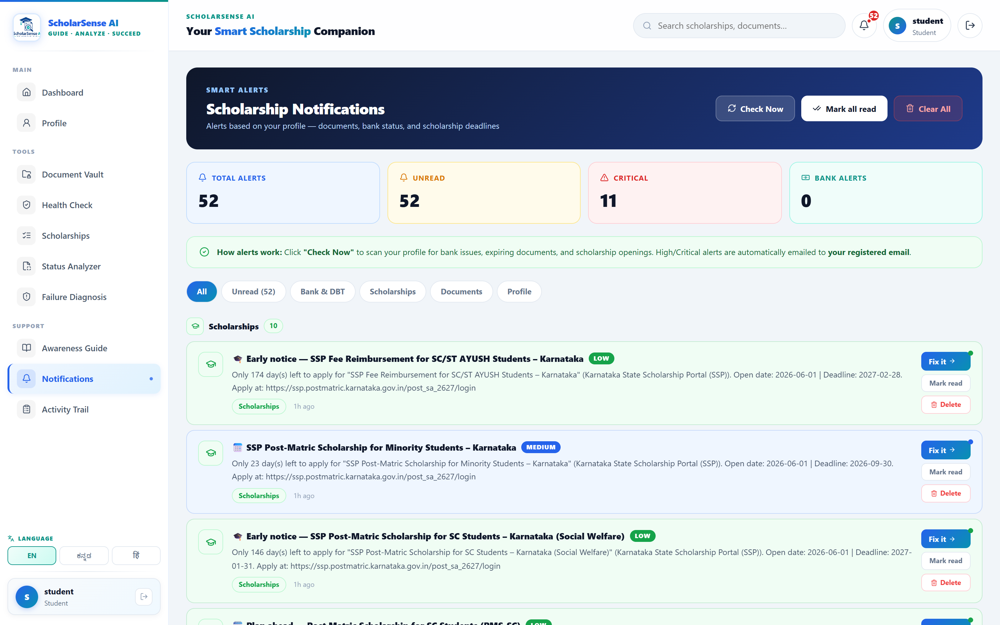 ScholarSense AI
GUIDE · ANALYZE · SUCCEED
MAIN
Dashboard
Profile
TOOLS
Document Vault
Health Check
Scholarships
Status Analyzer
Failure Diagnosis
SUPPORT
Awareness Guide
Notifications
Activity Trail
LANGUAGE
EN
ಕನ್ನಡ
हिं
S
student
Student
SCHOLARSENSE AI
Your Smart Scholarship Companion
Search scholarships, documents...
52
S
student
Student
SMART ALERTS
Scholarship Notifications
Alerts based on your profile — documents, bank status, and scholarship deadlines
Check Now
Mark all read
Clear All
TOTAL ALERTS
52
UNREAD
52
CRITICAL
11
BANK ALERTS
0
How alerts work: Click "Check Now" to scan your profile for bank issues, expiring documents, and scholarship openings. High/Critical alerts are automatically emailed to your registered email.
All
Unread (52)
Bank & DBT
Scholarships
Documents
Profile
Scholarships 10
Early notice — SSP Fee Reimbursement for SC/ST AYUSH Students – Karnataka LOW
Only 174 day(s) left to apply for "SSP Fee Reimbursement for SC/ST AYUSH Students – Karnataka" (Karnataka State Scholarship Portal (SSP)). Open date: 2026-06-01 | Deadline: 2027-02-28.
Apply at: https://ssp.postmatric.karnataka.gov.in/post_sa_2627/login
Scholarships 1h ago
Fix it →
Mark read
Delete
SSP Post-Matric Scholarship for Minority Students – Karnataka MEDIUM
Only 23 day(s) left to apply for "SSP Post-Matric Scholarship for Minority Students – Karnataka" (Karnataka State Scholarship Portal (SSP)). Open date: 2026-06-01 | Deadline: 2026-09-30.
Apply at: https://ssp.postmatric.karnataka.gov.in/post_sa_2627/login
Scholarships 1h ago
Fix it →
Mark read
Delete
Early notice — SSP Post-Matric Scholarship for SC Students – Karnataka (Social Welfare) LOW
Only 146 day(s) left to apply for "SSP Post-Matric Scholarship for SC Students – Karnataka (Social Welfare)" (Karnataka State Scholarship Portal (SSP)). Open date: 2026-06-01 | Deadline: 2027-
01-31. Apply at: https://ssp.postmatric.karnataka.gov.in/post_sa_2627/login
Scholarships 1h ago
Fix it →
Mark read
Delete
Plan ahead — Post Matric Scholarship for SC Students (PMS-SC) LOW